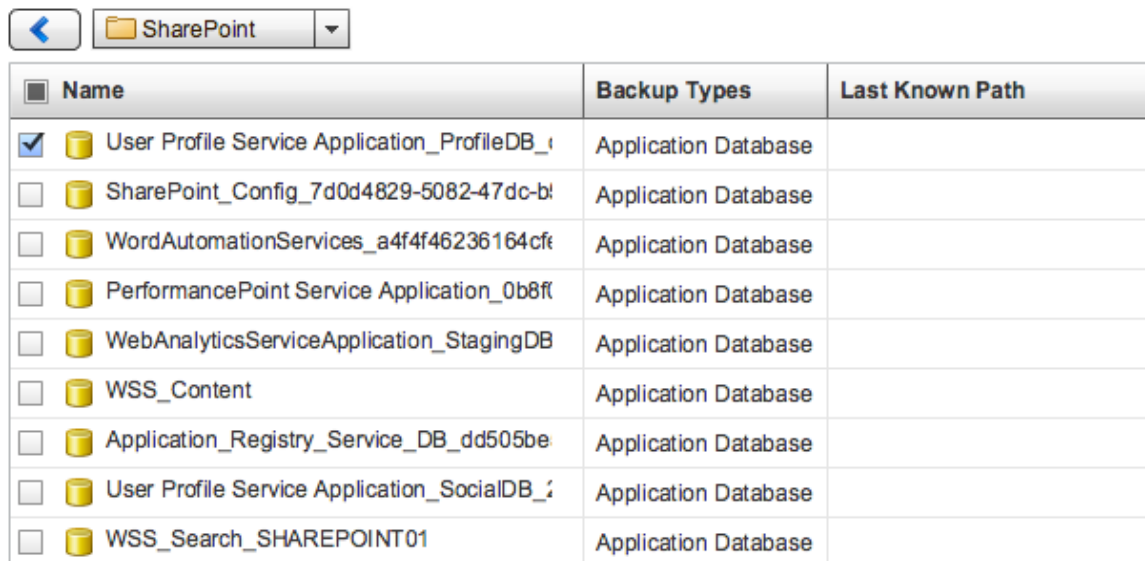 SharePoint
Name Backup Types Last Known Path
User Profile Service Application_ProfileDB_ Application Database
SharePoint_Config_7d0d4829-5082-47dc-b Application Database
WordAutomationServices_a4f4f46236164cfe Application Database
PerformancePoint Service Application_0b8f Application Database
WebAnalyticsServiceApplication_StagingDB Application Database
WSS_Content Application Database
Application_Registry_Service_DB_dd505be Application Database
User Profile Service Application_SocialDB_ Application Database
WSS_Search_SHAREPOINT01 Application Database